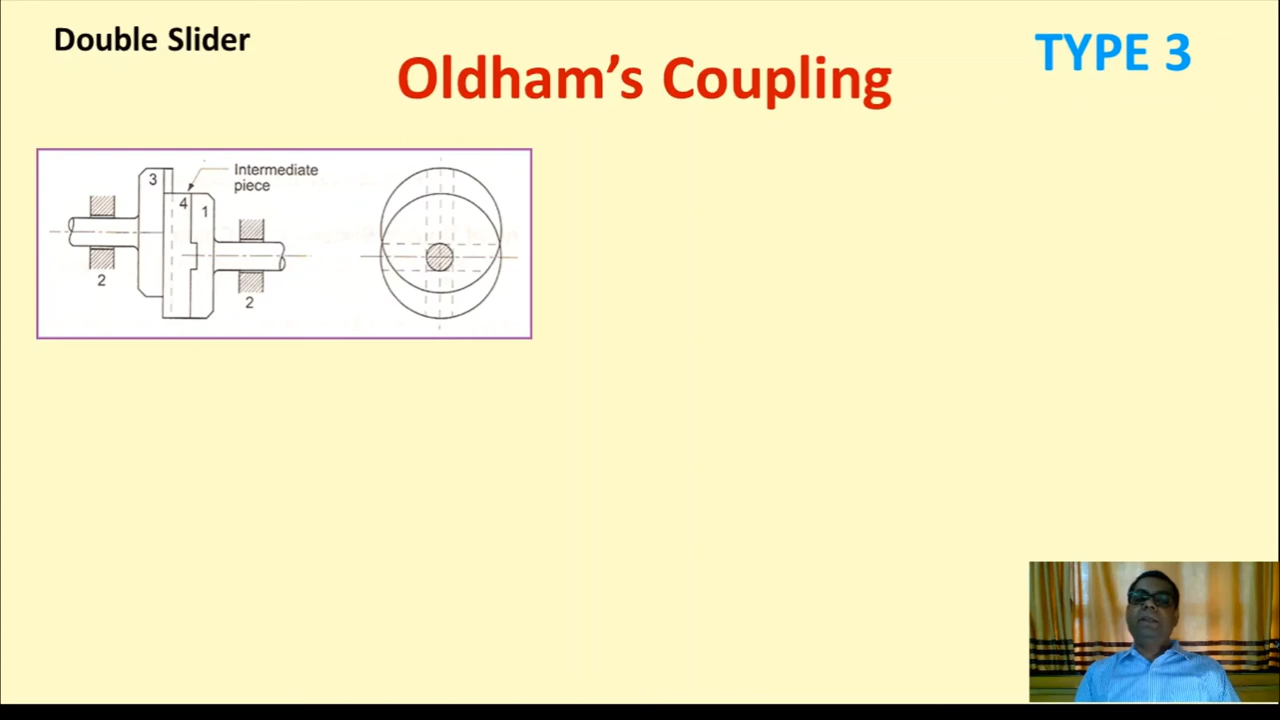 Double Slider
TYPE 3
Oldham’s Coupling
3
Intermediate
piece
4
1
2
2